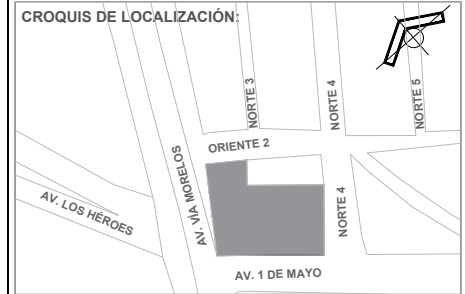 CROQUIS DE LOCALIZACIÓN:
NORTE 3
NORTE 4
NORTE 5
ORIENTE 2
AV. VÍA MORELOS
AV. LOS HÉROES
NORTE 4
AV. 1 DE MAYO